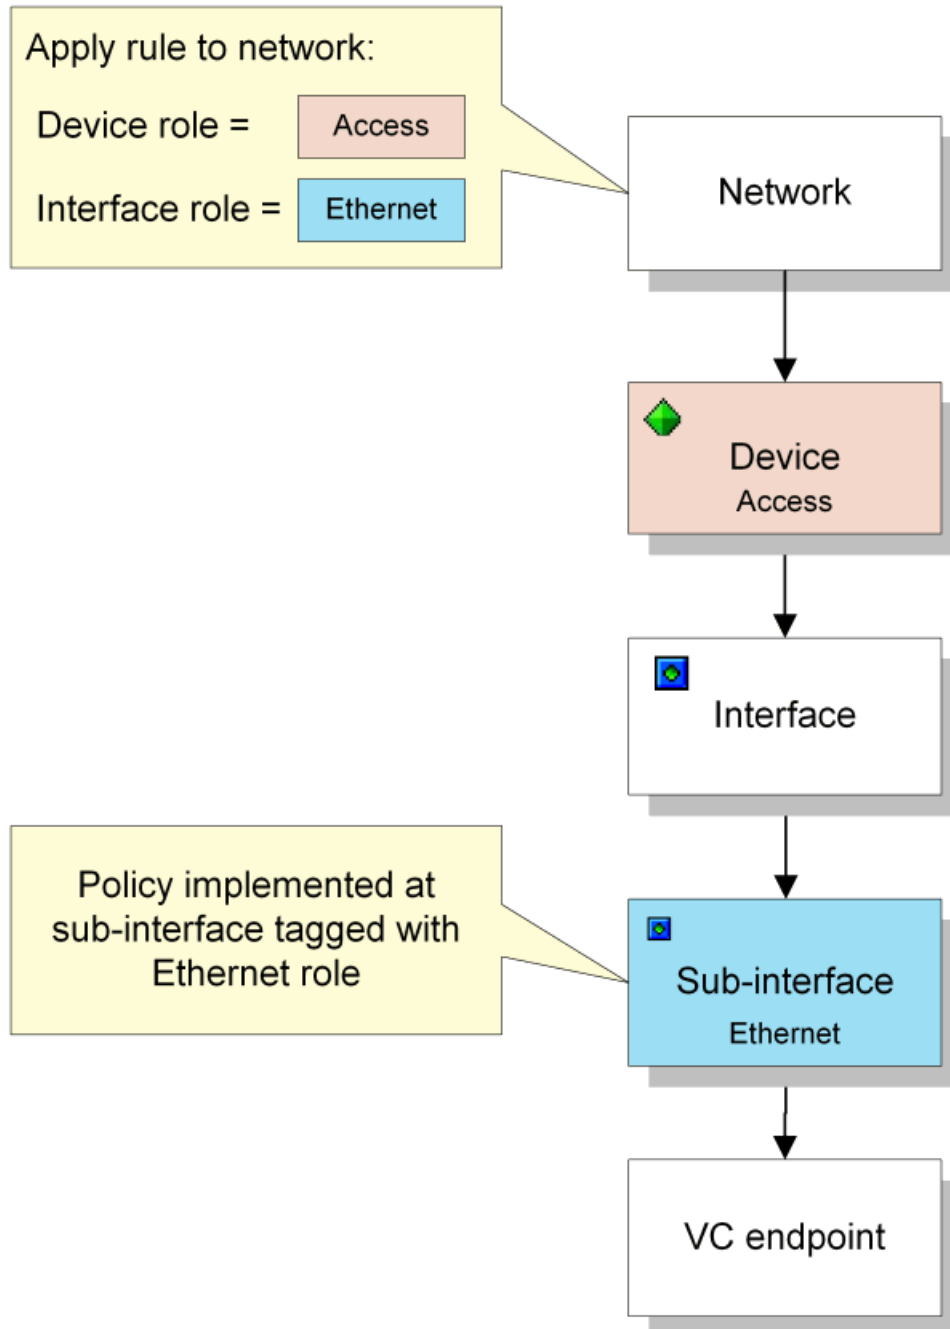 Apply rule to network:
Device role =
Access
Interface role =
Ethernet
Network
Device
Access
Interface
Policy implemented at
sub-interface tagged with
Ethernet role
Sub-interface
Ethernet
VC endpoint